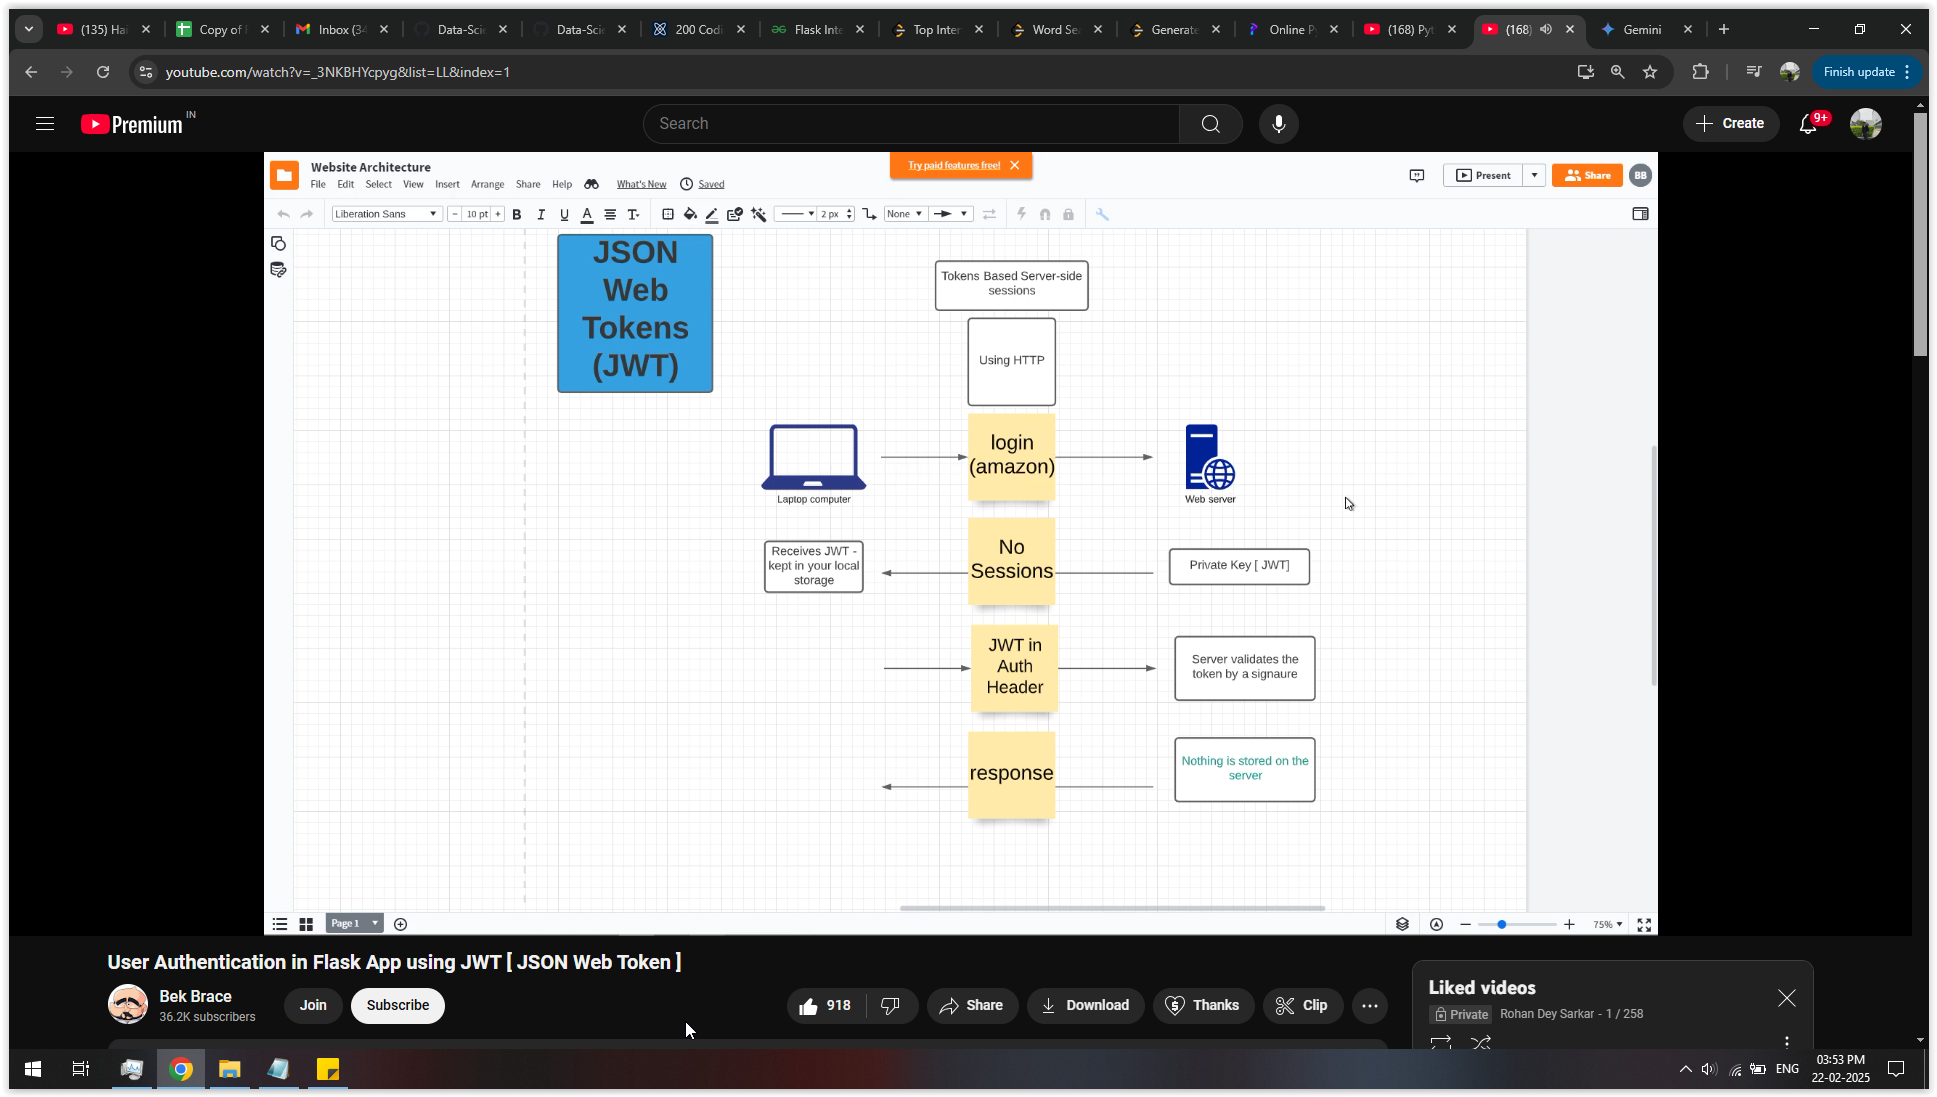 (135) Hai
Copy of
Inbox (34
Data-Scie
Data-Scie
200 Codi
Flask Inte
Top Inter
Word Sea
Generate
Online P
(168) Pyt
(168)
Gemini
youtube.com/watch?v=_3NKBHYcpyg&list=LL&index=1
Finish update
Premium IN
Search
Create
9+
Website Architecture
Try paid features free!
File Edit Select View Insert Arrange Share Help What's New Saved
Present
Share
BB
Liberation Sans
10 pt
B I U A T
2 px
None
JSON
Web
Tokens
(JWT)
Tokens Based Server-side
sessions
Using HTTP
login
(amazon)
Laptop computer
Web server
Receives JWT -
kept in your local
storage
No
Sessions
Private Key [ JWT]
JWT in
Auth
Header
Server validates the
token by a signaure
response
Nothing is stored on the
server
Page 1
75%
User Authentication in Flask App using JWT [ JSON Web Token ]
Bek Brace
36.2K subscribers
Join
Subscribe
918
Share
Download
Thanks
Clip
Liked videos
Private
Rohan Dey Sarkar - 1 / 258
ENG
03:53 PM
22-02-2025